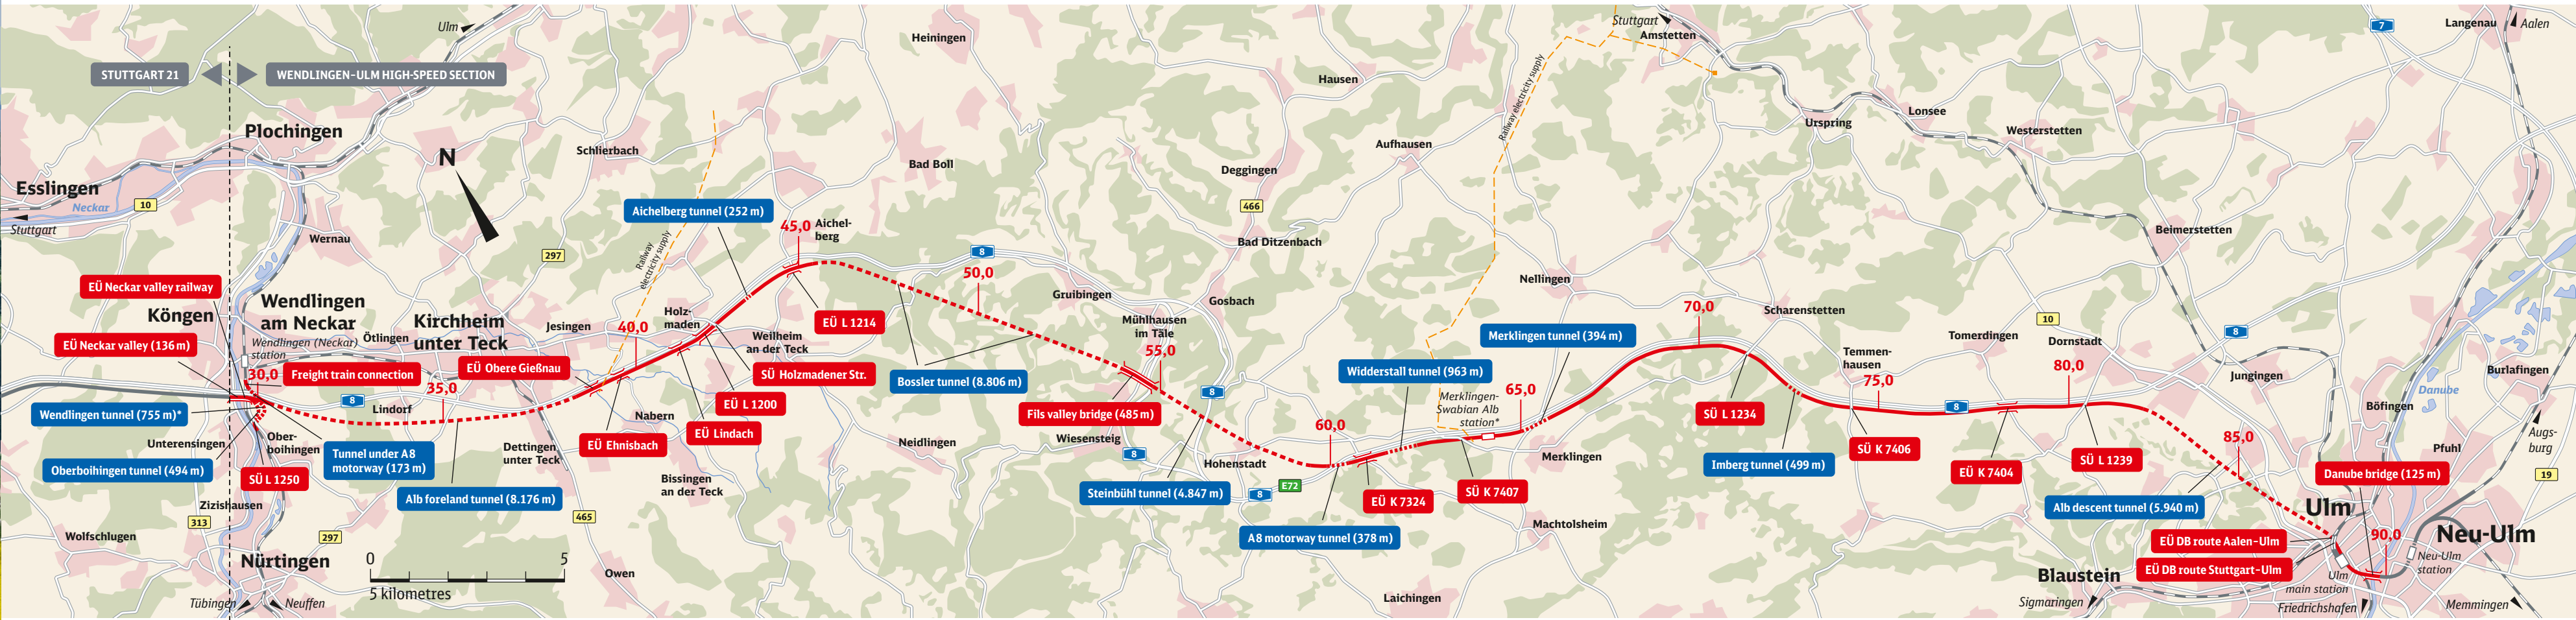 STUTTGART 21
WENDLINGEN–ULM HIGH-SPEED SECTION
Ulm
Heiningen
Stuttgart
Amstetten
7
Langenau
Aalen
Hausen
Railway electricity supply
Lonsee
Urspring
Westerstetten
Plochingen
Schlierbach
Bad Boll
N
Aufhausen
Deggingen
Esslingen
Neckar
10
Stuttgart
Wernau
297
Aichelberg tunnel (252 m)
Railway
electricity supply
45,0
Aichel-
berg
466
Bad Ditzenbach
Beimerstetten
8
50,0
Nellingen
EÜ Neckar valley railway
Köngen
Wendlingen
am Neckar
Wendlingen (Neckar)
station
Ötlingen
Kirchheim
unter Teck
Jesingen
40,0
Holz-
maden
EÜ L 1214
Weilheim
an der Teck
Gruibingen
Gosbach
Mühlhausen
im Täle
55,0
Merklingen tunnel (394 m)
70,0
Scharenstetten
10
Tomerdingen
Dornstadt
8
EÜ Neckar valley (136 m)
30,0
Freight train connection
35,0
EÜ Obere Gießnau
SÜ Holzmadener Str.
Bossler tunnel (8.806 m)
Widderstall tunnel (963 m)
65,0
Temmen-
hausen
75,0
80,0
Jungingen
Burlafingen
Danube
Wendlingen tunnel (755 m)*
8
Lindorf
EÜ L 1200
Nabern
Fils valley bridge (485 m)
8
Merklingen-
Swabian Alb
station*
SÜ L 1234
8
Böfingen
Augs-
burg
Unterensingen
Ober-
boihingen
Tunnel under A8
motorway (173 m)
Dettingen
unter Teck
EÜ Ehnisbach
EÜ Lindach
Neidlingen
Wiesensteig
8
60,0
Hohenstadt
Merklingen
Imberg tunnel (499 m)
SÜ K 7406
EÜ K 7404
SÜ L 1239
85,0
Pfuhl
Oberboihingen tunnel (494 m)
SÜ L 1250
Alb foreland tunnel (8.176 m)
Bissingen
an der Teck
Steinbühl tunnel (4.847 m)
8
E72
EÜ K 7324
SÜ K 7407
Danube bridge (125 m)
19
Zizishausen
313
465
Alb descent tunnel (5.940 m)
Ulm
Wolfschlugen
297
A8 motorway tunnel (378 m)
Machtolsheim
EÜ DB route Aalen–Ulm
90,0
Neu-Ulm
Nürtingen
0
5
5 kilometres
Owen
EÜ DB route Stuttgart–Ulm
Neu-Ulm
station
Blaustein
Ulm
main station
Tübingen
Neuffen
Laichingen
Sigmaringen
Friedrichshafen
Memmingen